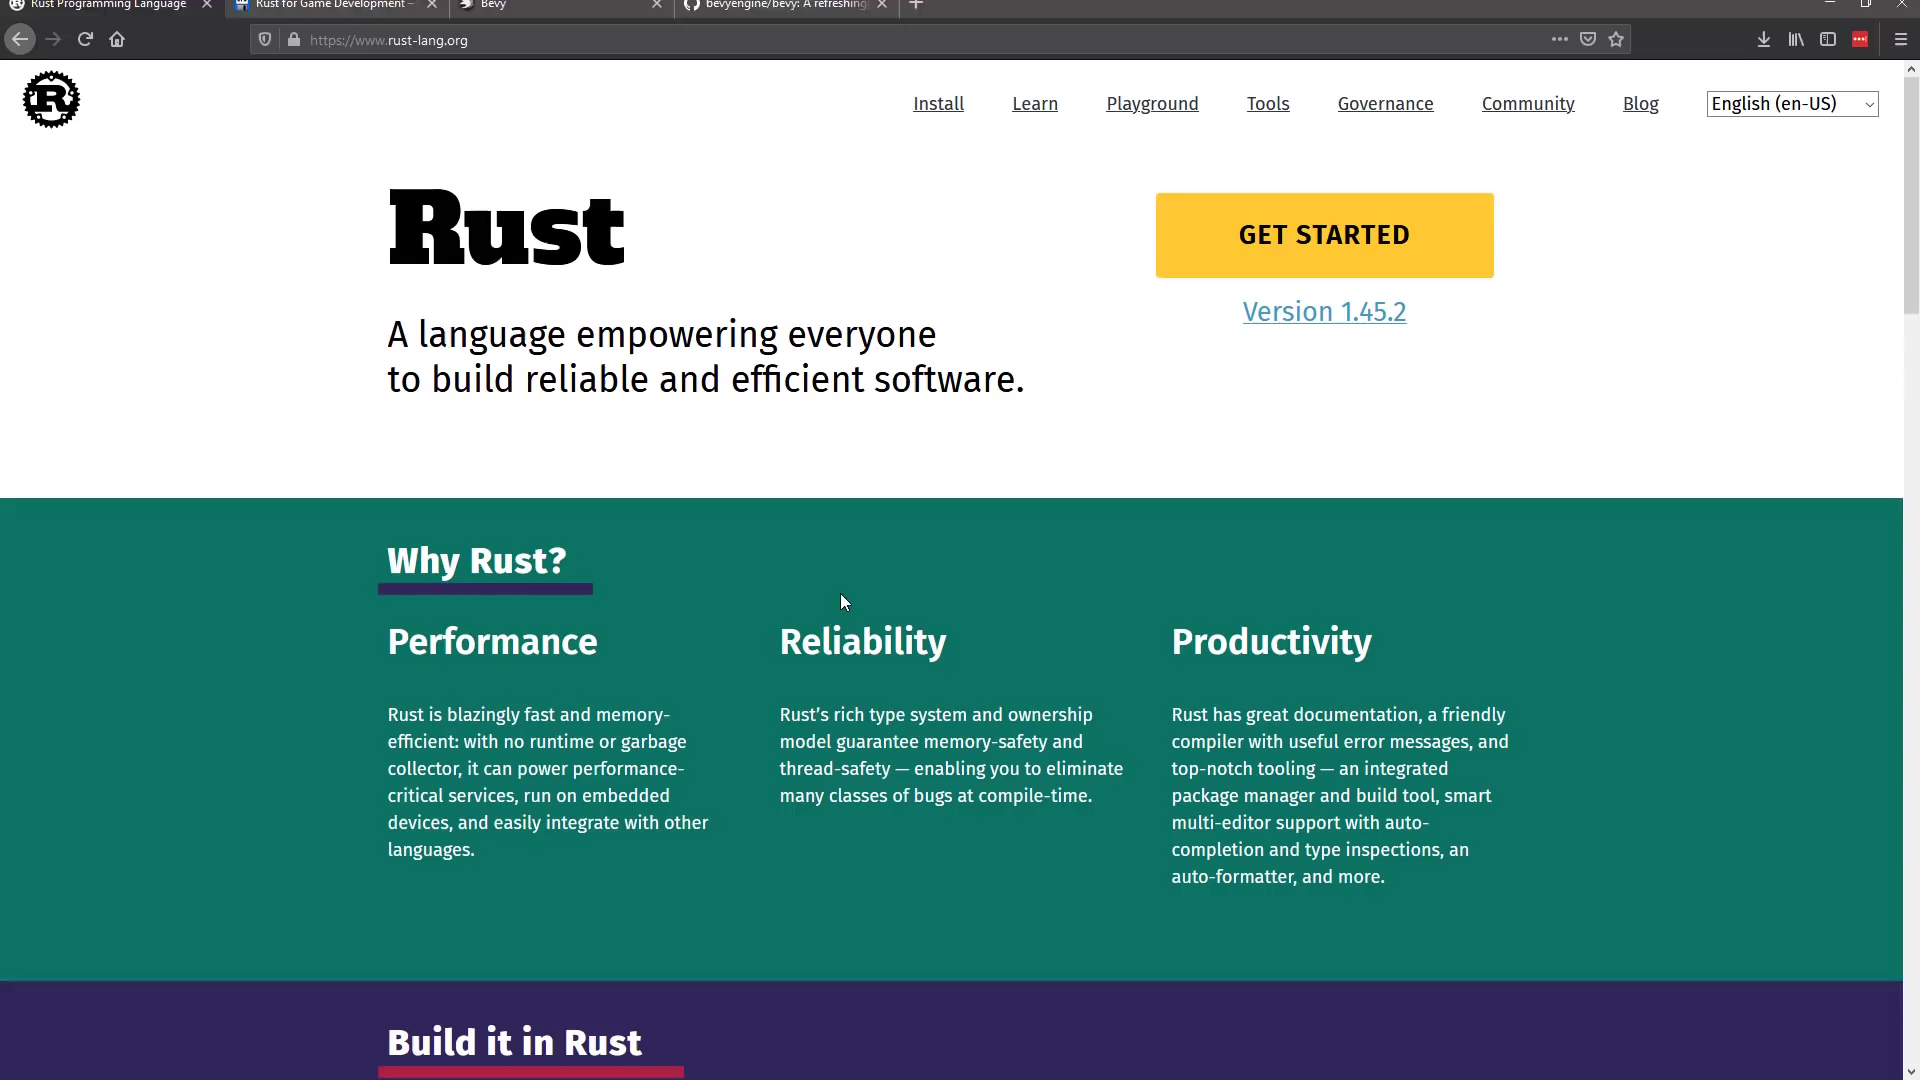 Rust Programming Language
Rust for Game Development –
Bevy
bevyengine/bevy: A refreshing
https://www.rust-lang.org
R
Install
Learn
Playground
Tools
Governance
Community
Blog
English (en-US)
Rust
GET STARTED
Version 1.45.2
A language empowering everyone
to build reliable and efficient software.
Why Rust?
Performance
Rust is blazingly fast and memory-
efficient: with no runtime or garbage
collector, it can power performance-
critical services, run on embedded
devices, and easily integrate with other
languages.
Reliability
Rust’s rich type system and ownership
model guarantee memory-safety and
thread-safety — enabling you to eliminate
many classes of bugs at compile-time.
Productivity
Rust has great documentation, a friendly
compiler with useful error messages, and
top-notch tooling — an integrated
package manager and build tool, smart
multi-editor support with auto-
completion and type inspections, an
auto-formatter, and more.
Build it in Rust